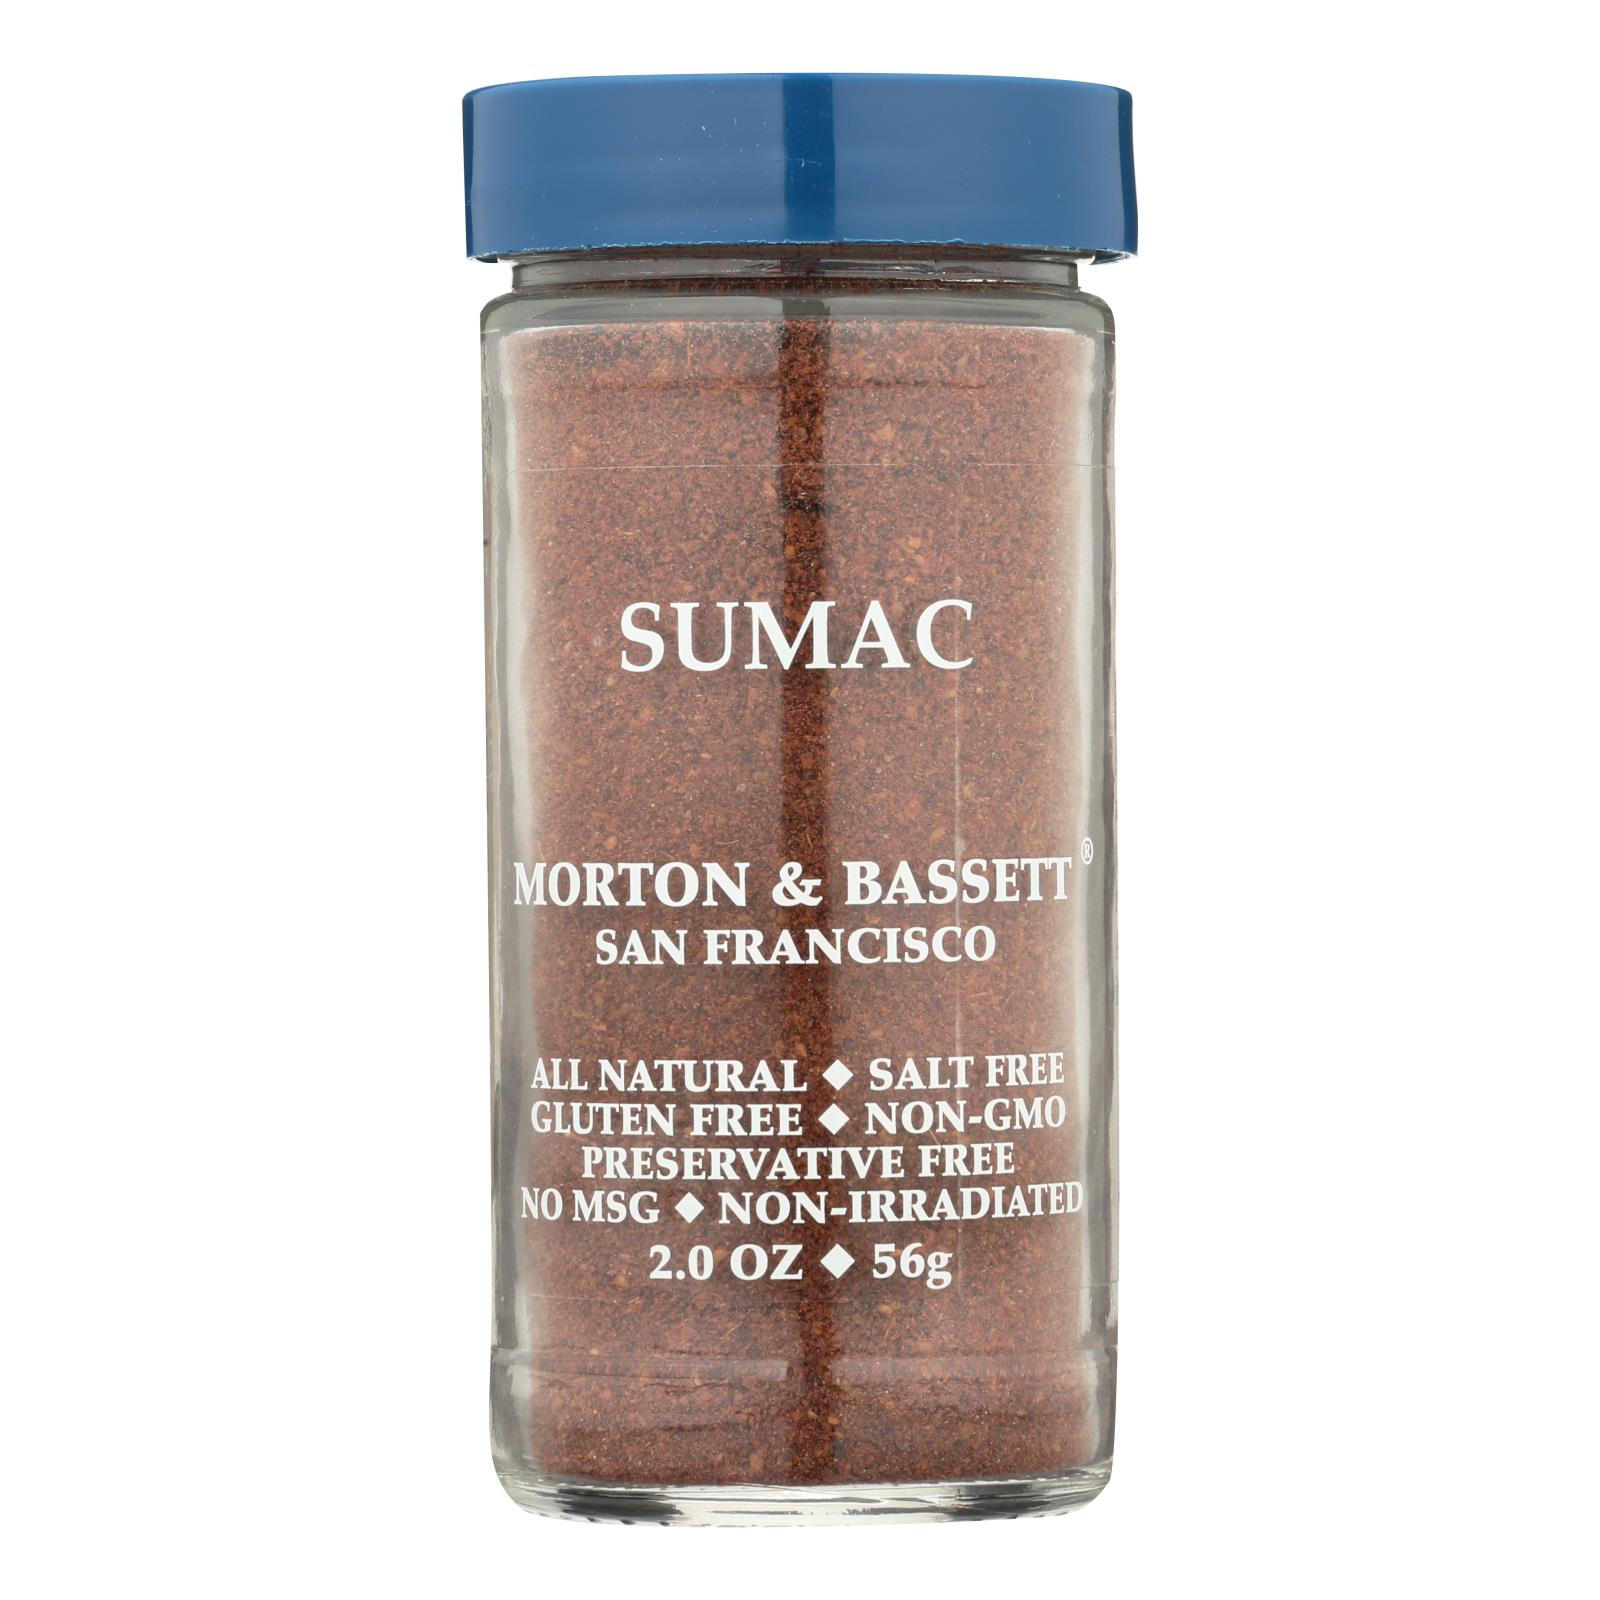 SUMAC
MORTON & BASSETT®
SAN FRANCISCO
ALL NATURAL ◆ SALT FREE
GLUTEN FREE ◆ NON-GMO
PRESERVATIVE FREE
NO MSG ◆ NON-IRRADIATED
2.0 OZ ◆ 56g